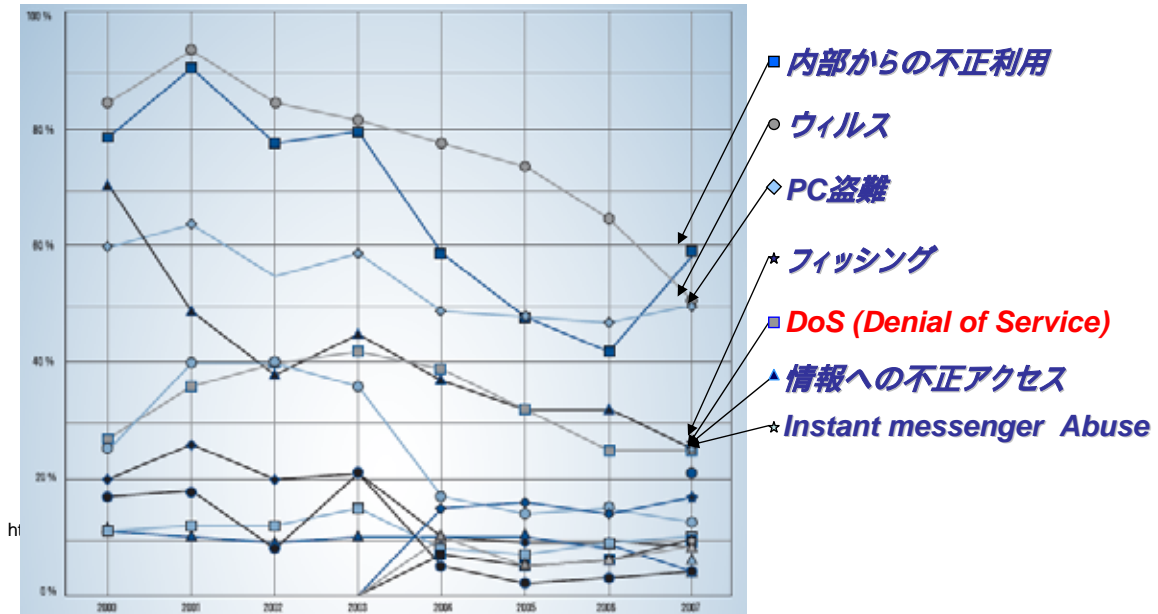 100 %
80 %
60 %
40 %
20 %
0 %
2000 2001 2002 2003 2004 2005 2006 2007
内部からの不正利用
ウィルス
PC盗難
フィッシング
DoS (Denial of Service)
情報への不正アクセス
Instant messenger Abuse